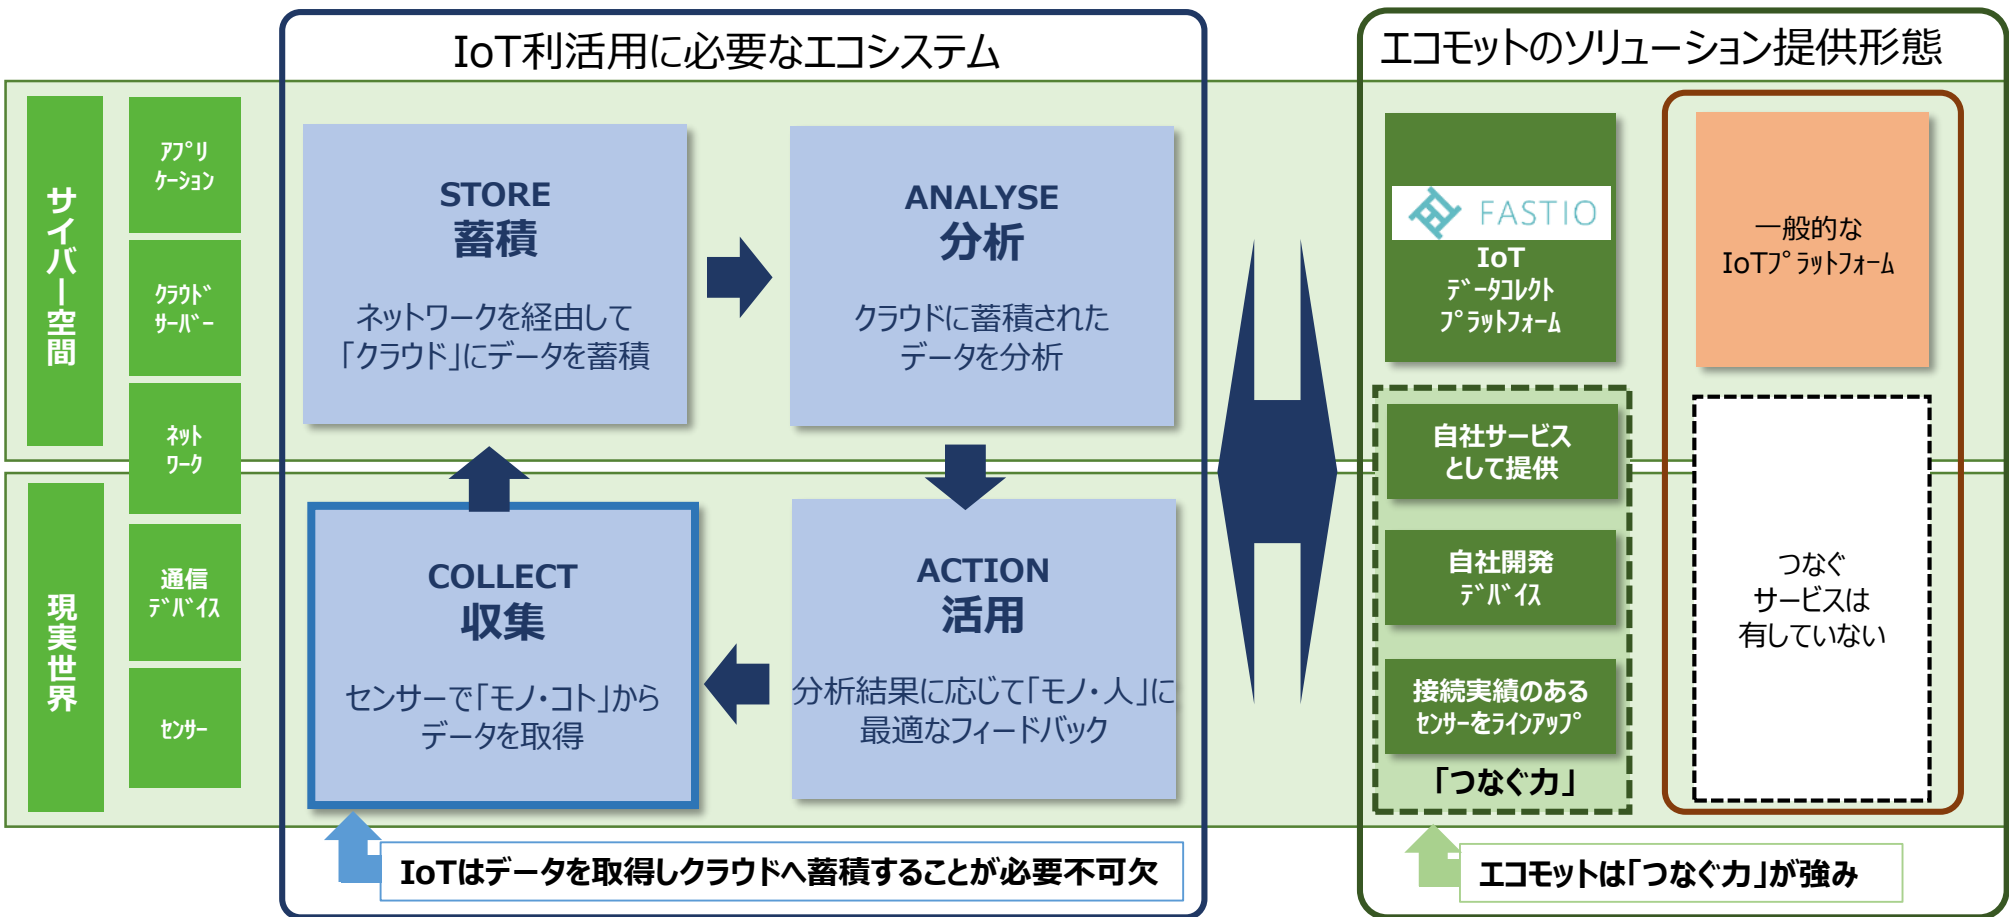 IoT利活用に必要なエコシステム
エコモットのソリューション提供形態
サイバー空間
現実世界
ｱﾌﾟﾘ
ｹｰｼｮﾝ
ｸﾗｳﾄﾞ
ｻｰﾊﾞｰ
ﾈｯﾄ
ﾜｰｸ
通信
ﾃﾞﾊﾞｲｽ
ｾﾝｻｰ
STORE
蓄積
ネットワークを経由して
「クラウド」にデータを蓄積
ANALYSE
分析
クラウドに蓄積された
データを分析
COLLECT
収集
センサーで「モノ・コト」から
データを取得
ACTION
活用
分析結果に応じて「モノ・人」に
最適なフィードバック
IoTはデータを取得しクラウドへ蓄積することが必要不可欠
FASTIO
IoT
ﾃﾞｰﾀｺﾚｸﾄ
ﾌﾟﾗｯﾄﾌｫｰﾑ
自社サービス
として提供
自社開発
ﾃﾞﾊﾞｲｽ
接続実績のある
ｾﾝｻｰをﾗｲﾝｱｯﾌﾟ
「つなぐ力」
一般的な
IoTﾌﾟﾗｯﾄﾌｫｰﾑ
つなぐ
サービスは
有していない
エコモットは「つなぐ力」が強み